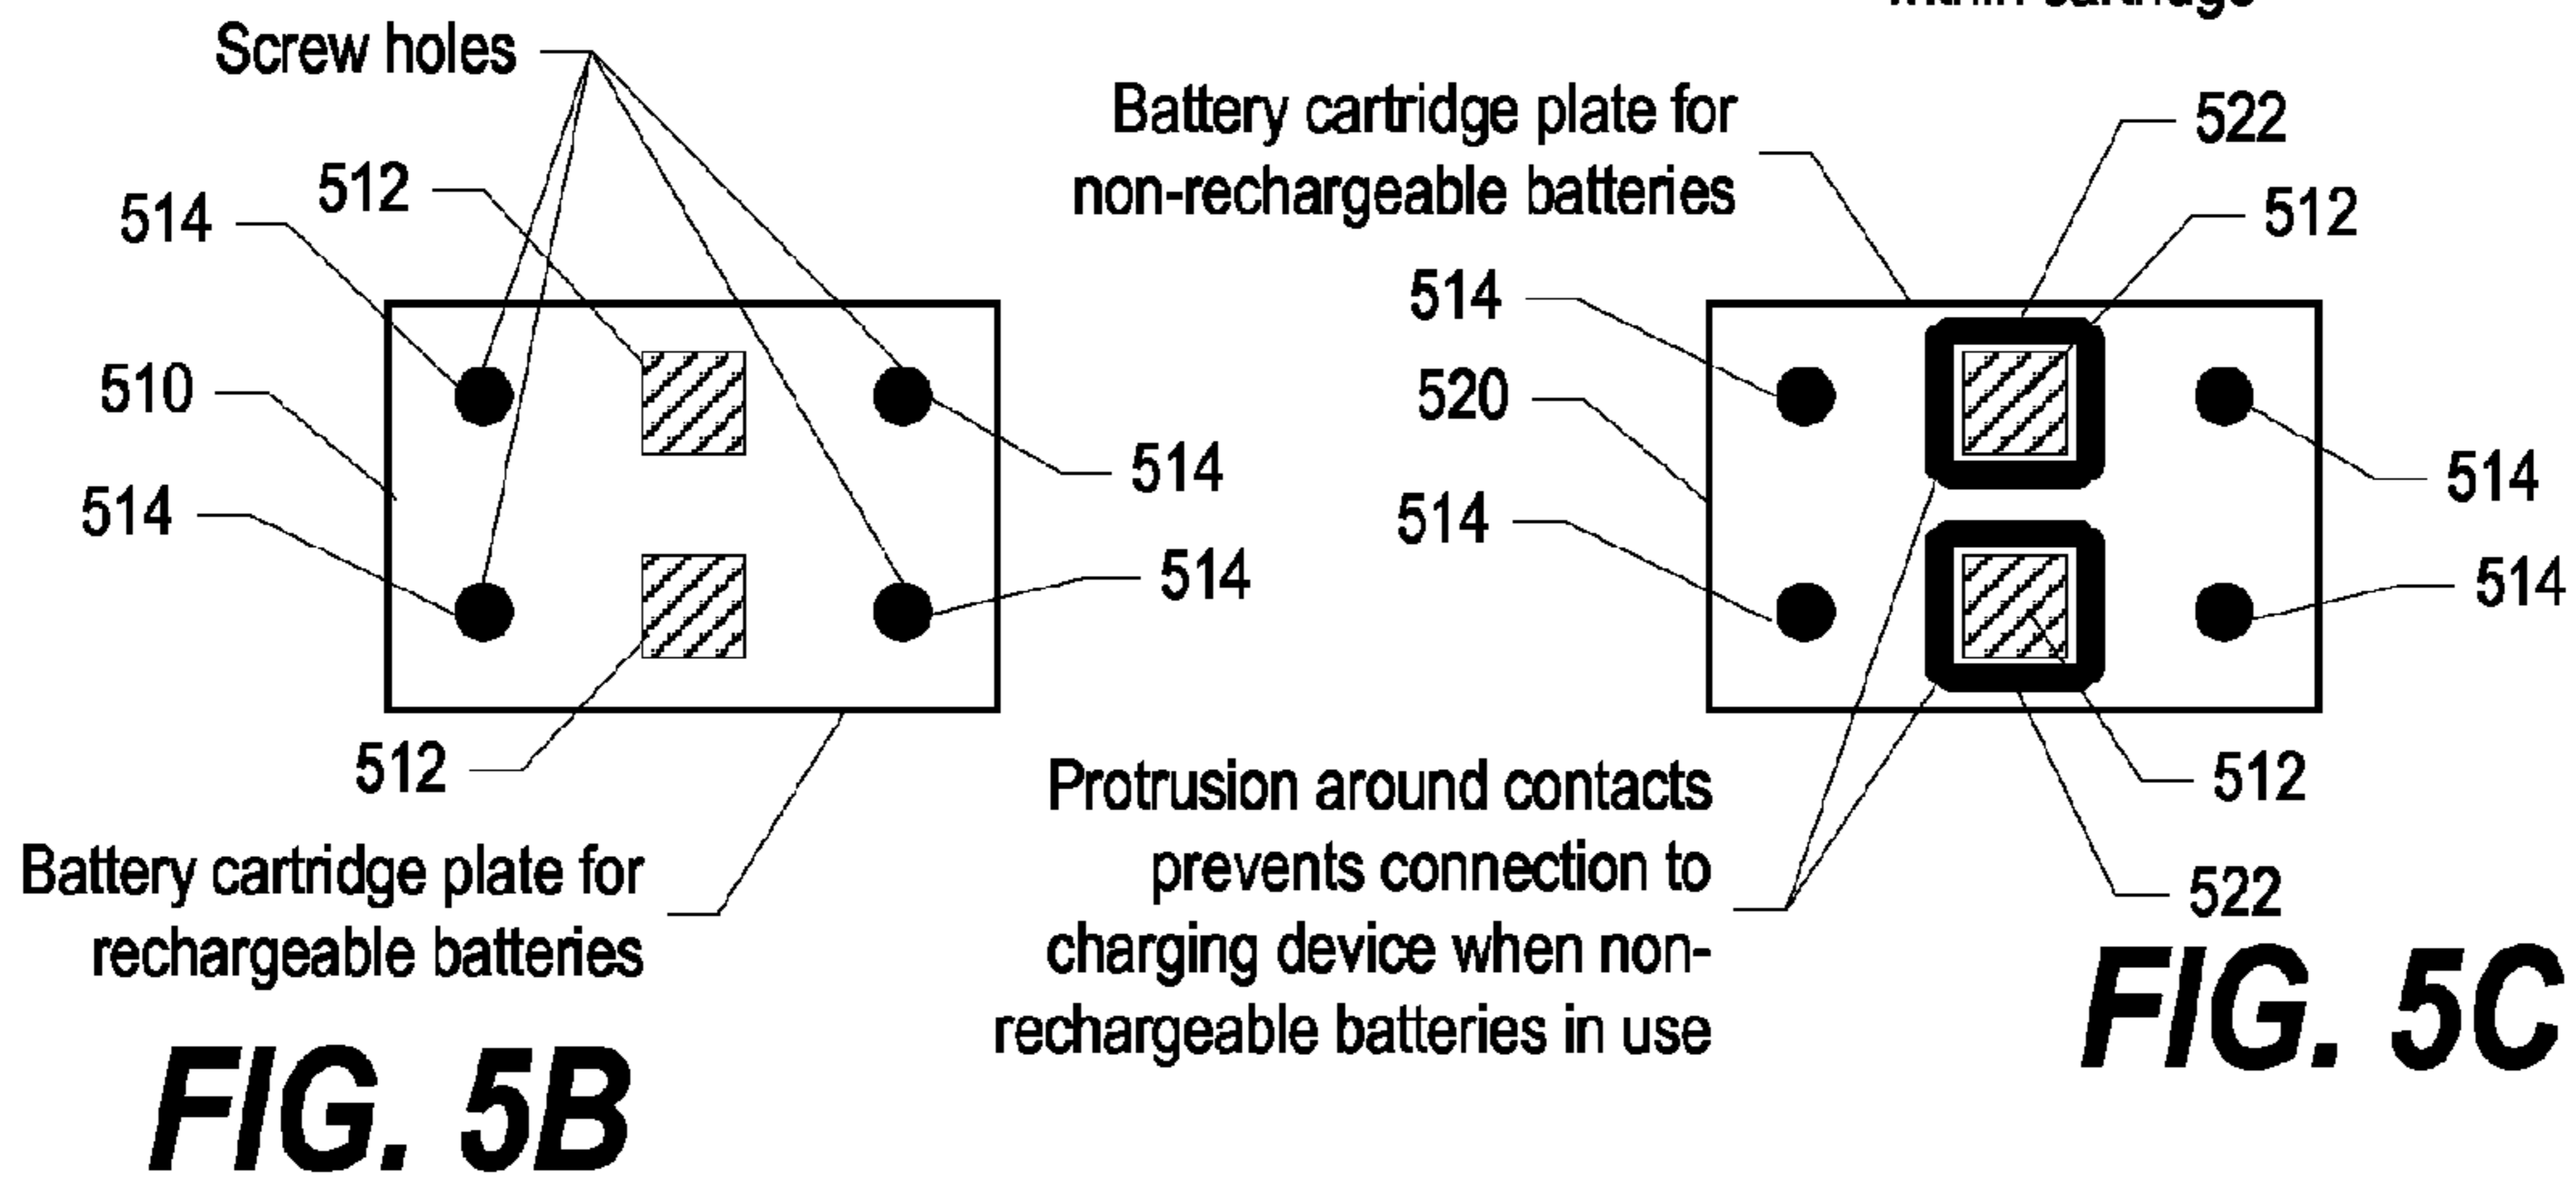 within cartridge
Screw holes
512
514
510
514
514
514
512
Battery cartridge plate for
rechargeable batteries
FIG. 5B
Battery cartridge plate for
non-rechargeable batteries
522
512
514
520
514
514
514
512
522
Protrusion around contacts
prevents connection to
charging device when non-
rechargeable batteries in use
FIG. 5C